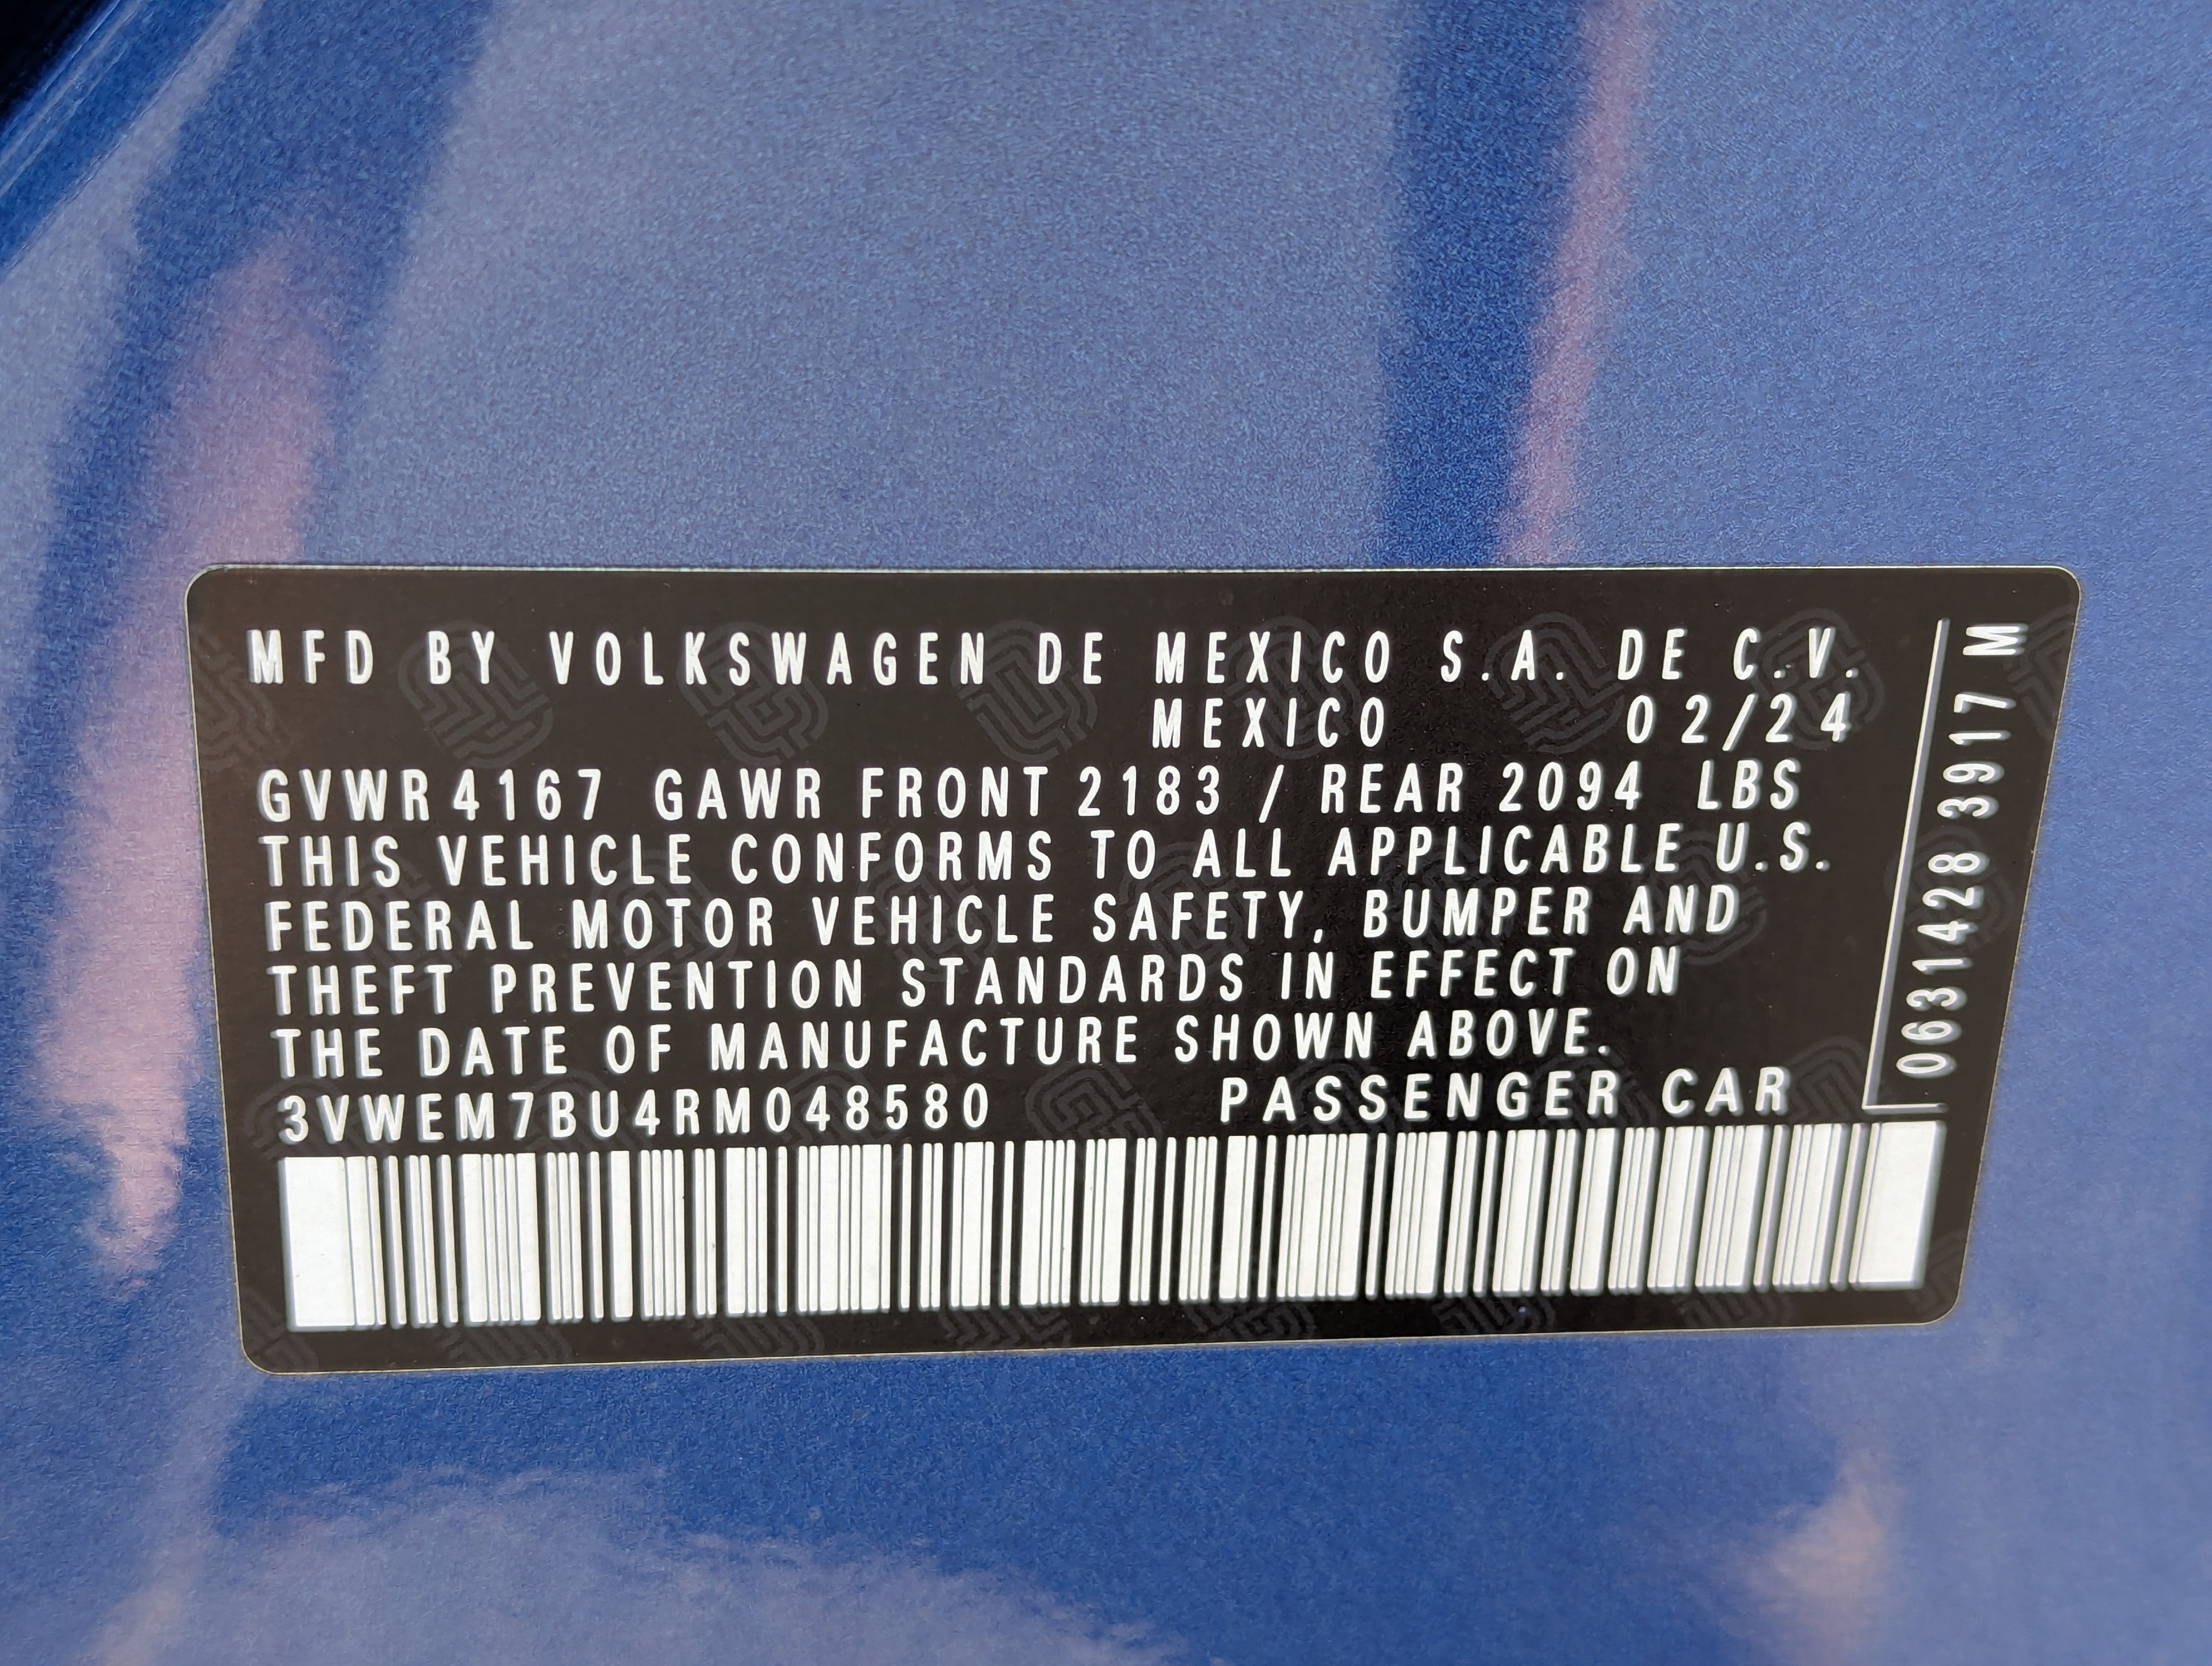 MFD BY VOLKSWAGEN DE MEXICO S.A. DE C.V.
MEXICO 02/24
GVWR 4167 GAWR FRONT 2183 / REAR 2094 LBS
THIS VEHICLE CONFORMS TO ALL APPLICABLE U.S.
FEDERAL MOTOR VEHICLE SAFETY, BUMPER AND
THEFT PREVENTION STANDARDS IN EFFECT ON
THE DATE OF MANUFACTURE SHOWN ABOVE.
3VWEM7BU4RM048580 PASSENGER CAR
0631428 3917 M